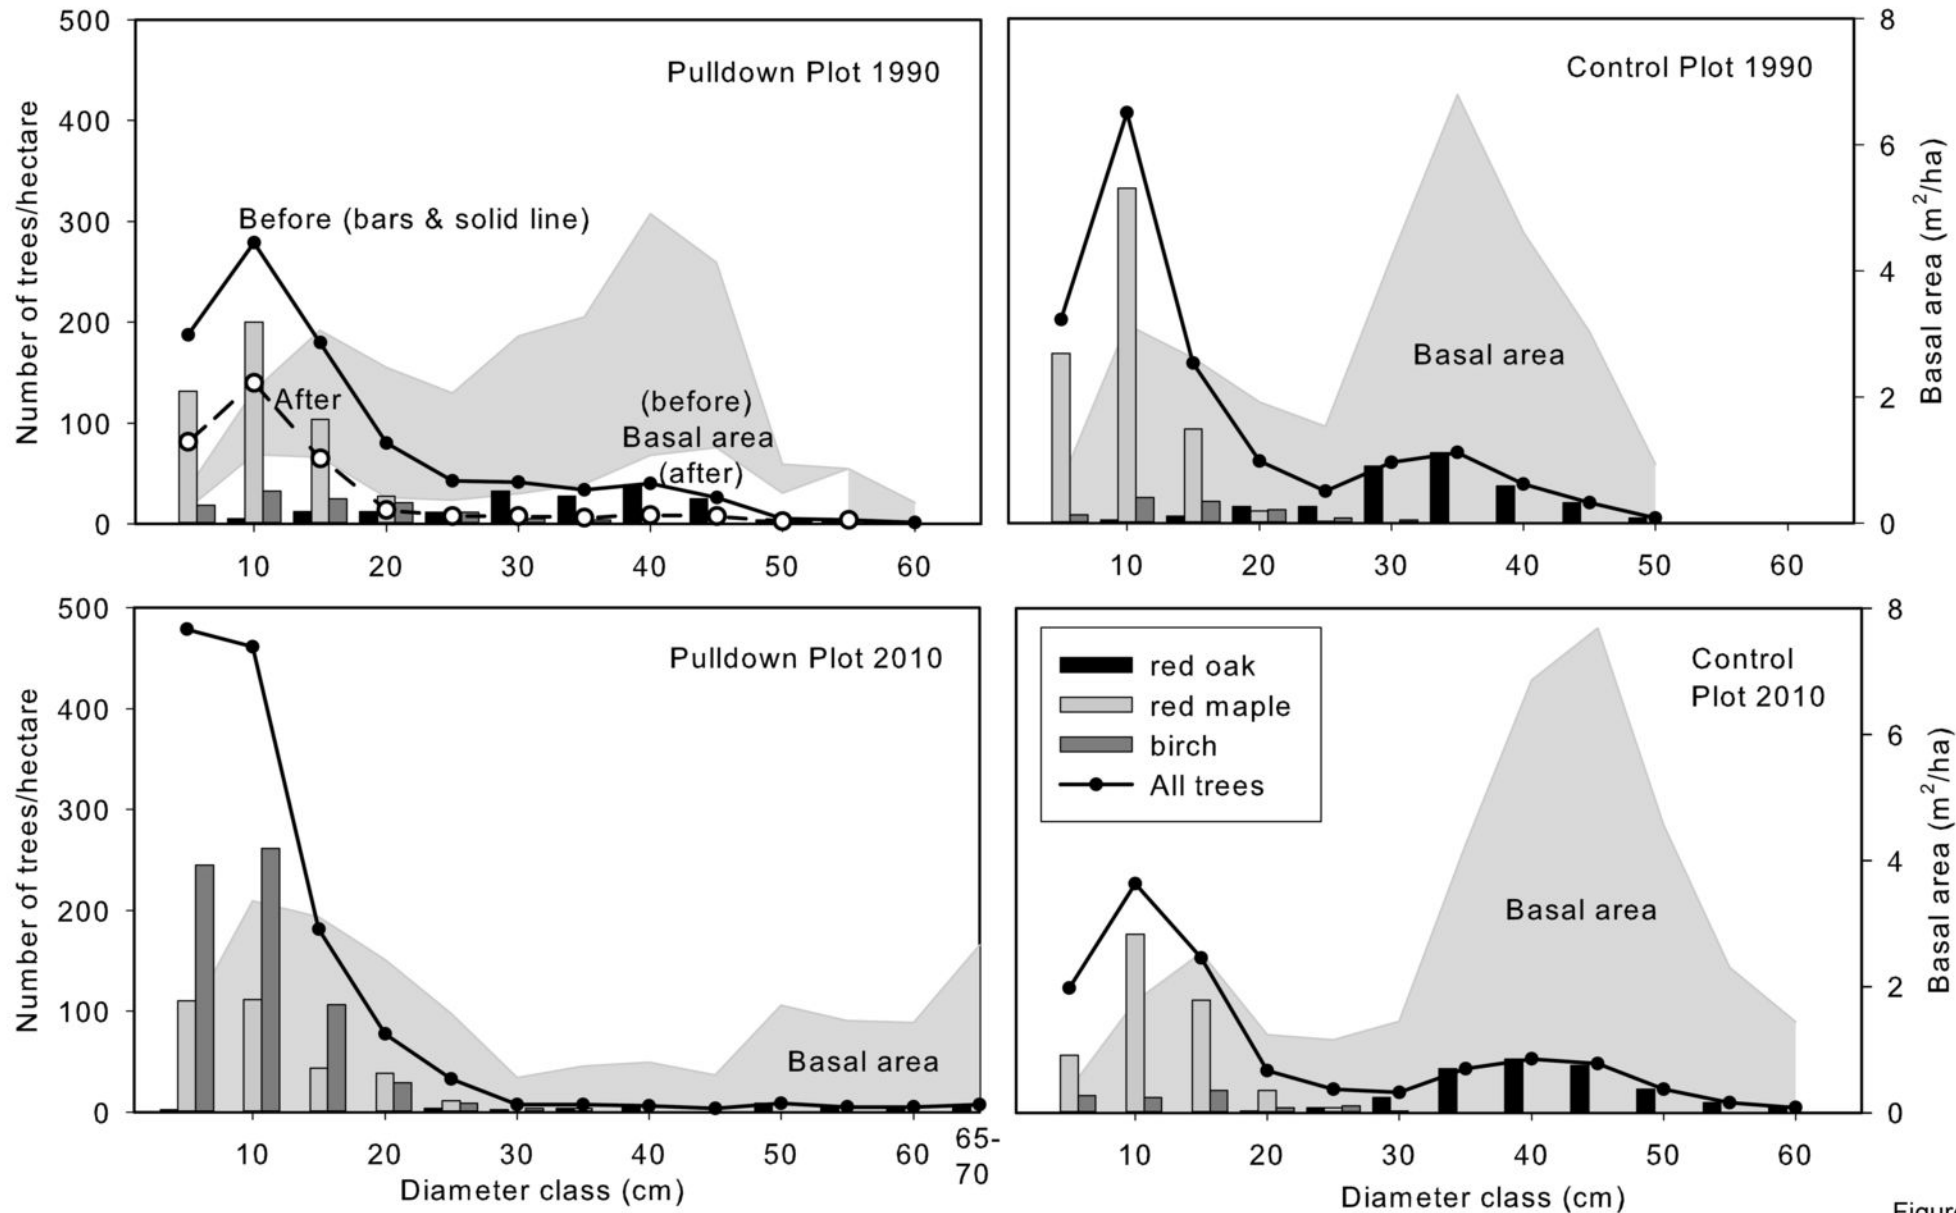 Pulldown Plot 1990
Number of trees/hectare
500
400
300
200
100
0
Before (bars & solid line)
After
(before)
Basal area
(after)
10 20 30 40 50 60
Control Plot 1990
Basal area
8
6
4
2
0
Basal area (m²/ha)
10 20 30 40 50 60
Pulldown Plot 2010
Number of trees/hectare
500
400
300
200
100
0
Basal area
10 20 30 40 50 60 65-
70
Diameter class (cm)
Control
Plot 2010
red oak
red maple
birch
All trees
Basal area
8
6
4
2
0
Basal area (m²/ha)
10 20 30 40 50 60
Diameter class (cm)
Figure